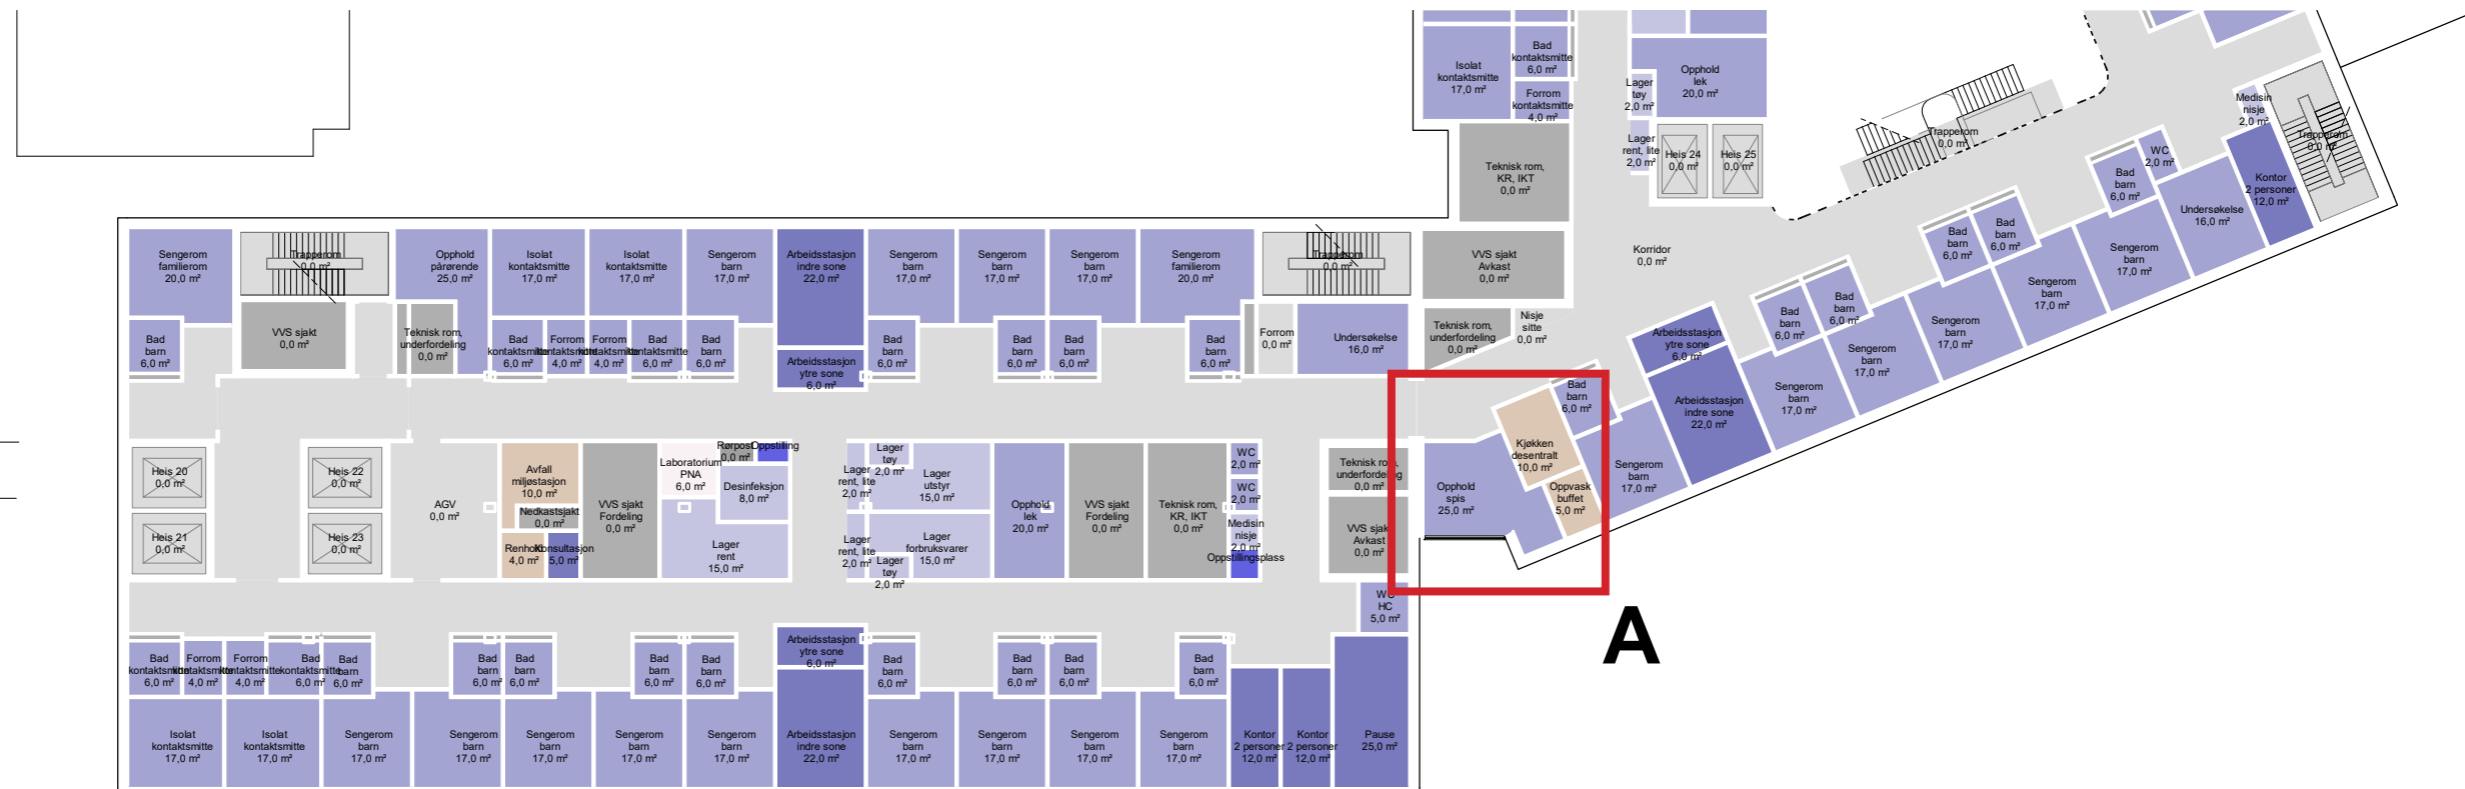 Isolat
kontaktsmitte
17,0 m²
Bad
kontaktsmitte
6,0 m²
Forrom
kontaktsmitte
4,0 m²
Lager
tøy
2,0 m²
Opphold
lek
20,0 m²
Lager
rent, lite
2,0 m²
Heis 24
0,0 m²
Heis 25
0,0 m²
Teknisk rom,
KR, IKT
0,0 m²
Trapperom
0,0 m²
Medisin
nisje
2,0 m²
Trapperom
0,0 m²
WC
2,0 m²
Bad
barn
6,0 m²
Kontor
2 personer
12,0 m²
Undersøkelse
16,0 m²
Bad
barn
6,0 m²
Bad
barn
6,0 m²
Sengerom
barn
17,0 m²
Sengerom
barn
17,0 m²
Korridor
0,0 m²
Bad
barn
6,0 m²
Bad
barn
6,0 m²
Sengerom
barn
17,0 m²
Sengerom
barn
17,0 m²
Sengerom
barn
17,0 m²
Arbeidsstasjon
ytre sone
6,0 m²
Arbeidsstasjon
indre sone
22,0 m²
Sengerom
familierom
20,0 m²
Trapperom
0,0 m²
Opphold
pårørende
25,0 m²
Isolat
kontaktsmitte
17,0 m²
Isolat
kontaktsmitte
17,0 m²
Sengerom
barn
17,0 m²
Arbeidsstasjon
indre sone
22,0 m²
Sengerom
barn
17,0 m²
Sengerom
barn
17,0 m²
Sengerom
barn
17,0 m²
Sengerom
familierom
20,0 m²
Trapperom
0,0 m²
VVS sjakt
Avkast
0,0 m²
Bad
barn
6,0 m²
VVS sjakt
0,0 m²
Teknisk rom,
underfordeling
0,0 m²
Bad
kontaktsmitte
6,0 m²
Forrom
kontaktsmitte
4,0 m²
Forrom
kontaktsmitte
4,0 m²
Bad
kontaktsmitte
6,0 m²
Bad
barn
6,0 m²
Arbeidsstasjon
ytre sone
6,0 m²
Bad
barn
6,0 m²
Bad
barn
6,0 m²
Bad
barn
6,0 m²
Bad
barn
6,0 m²
Forrom
0,0 m²
Undersøkelse
16,0 m²
Teknisk rom,
underfordeling
0,0 m²
Nisje
sitte
0,0 m²
Bad
barn
6,0 m²
Kjøkken
desentralt
10,0 m²
Sengerom
barn
17,0 m²
Oppvask
buffet
5,0 m²
Opphold
spis
25,0 m²
Heis 20
0,0 m²
Heis 22
0,0 m²
Heis 21
0,0 m²
Heis 23
0,0 m²
AGV
0,0 m²
Avfall
miljøstasjon
10,0 m²
Nedkastsjakt
0,0 m²
Renhold
4,0 m²
Konsultasjon
5,0 m²
VVS sjakt
Fordeling
0,0 m²
Laboratorium
PNA
6,0 m²
Rørpost
0,0 m²
Oppstilling
Desinfeksjon
8,0 m²
Lager
rent
15,0 m²
Lager
rent, lite
2,0 m²
Lager
tøy
2,0 m²
Lager
utstyr
15,0 m²
Lager
rent, lite
2,0 m²
Lager
tøy
2,0 m²
Lager
forbruksvarer
15,0 m²
Opphold
lek
20,0 m²
VVS sjakt
Fordeling
0,0 m²
Teknisk rom,
KR, IKT
0,0 m²
WC
2,0 m²
WC
2,0 m²
Medisin
nisje
2,0 m²
Oppstillingsplass
Teknisk rom,
underfordeling
0,0 m²
VVS sjakt
Avkast
0,0 m²
WC
HC
5,0 m²
A
Bad
kontaktsmitte
6,0 m²
Forrom
kontaktsmitte
4,0 m²
Forrom
kontaktsmitte
4,0 m²
Bad
kontaktsmitte
6,0 m²
Bad
barn
6,0 m²
Bad
barn
6,0 m²
Bad
barn
6,0 m²
Bad
barn
6,0 m²
Bad
barn
6,0 m²
Arbeidsstasjon
ytre sone
6,0 m²
Bad
barn
6,0 m²
Bad
barn
6,0 m²
Bad
barn
6,0 m²
Bad
barn
6,0 m²
Isolat
kontaktsmitte
17,0 m²
Isolat
kontaktsmitte
17,0 m²
Sengerom
barn
17,0 m²
Sengerom
barn
17,0 m²
Sengerom
barn
17,0 m²
Sengerom
barn
17,0 m²
Sengerom
barn
17,0 m²
Arbeidsstasjon
indre sone
22,0 m²
Sengerom
barn
17,0 m²
Sengerom
barn
17,0 m²
Sengerom
barn
17,0 m²
Sengerom
barn
17,0 m²
Kontor
2 personer
12,0 m²
Kontor
2 personer
12,0 m²
Pause
25,0 m²